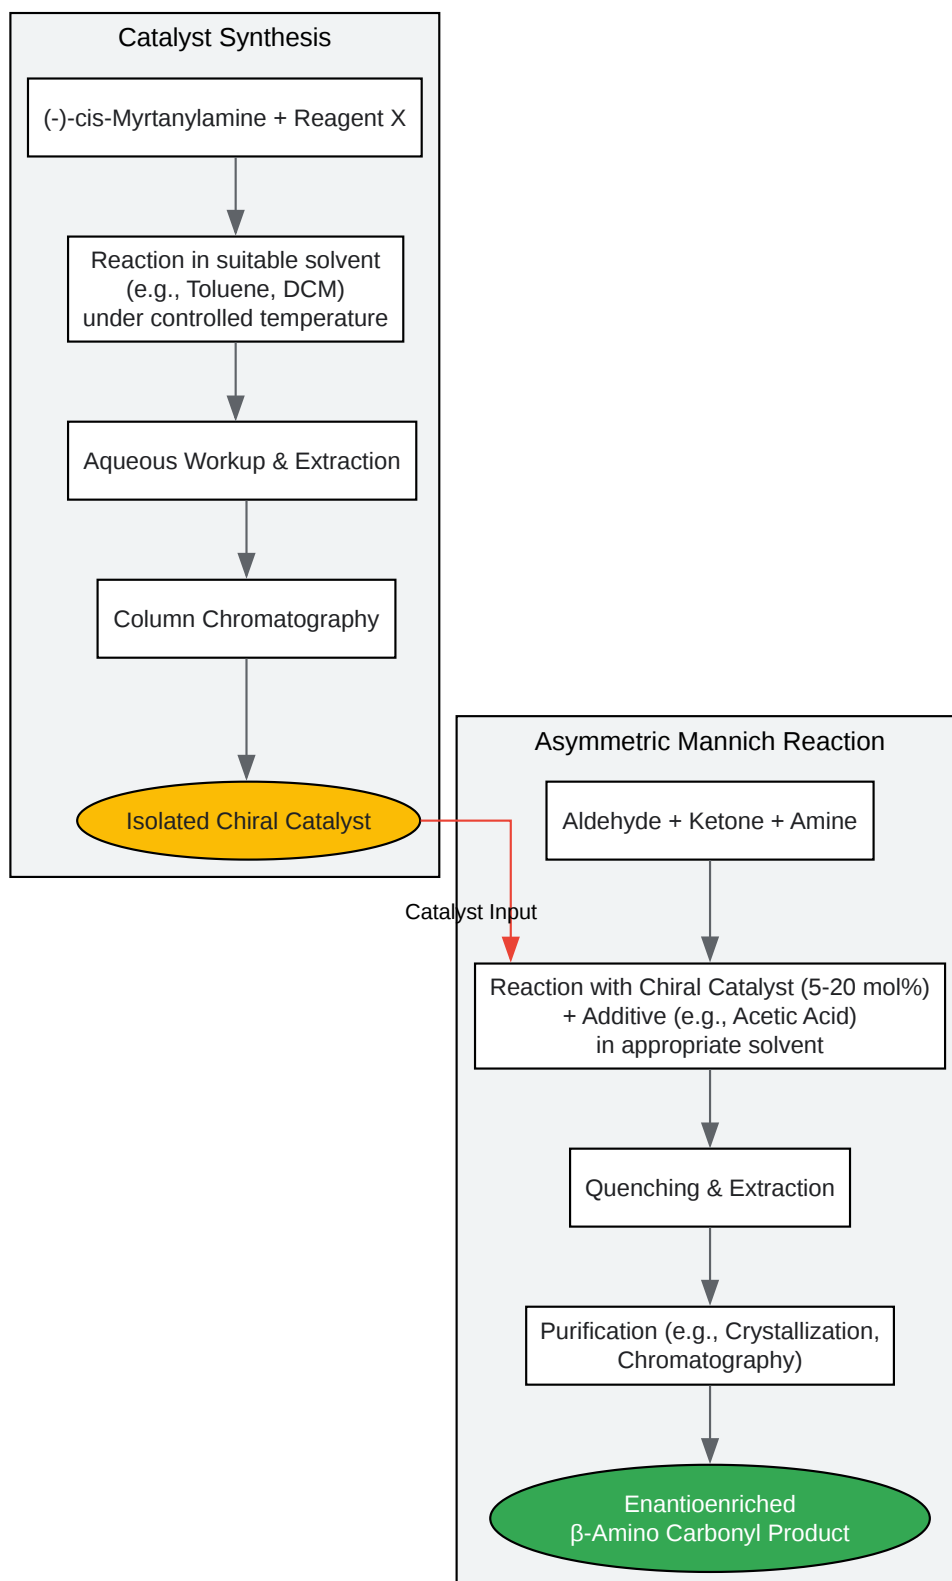 Catalyst Synthesis
(-)-cis-Myrtanylamine + Reagent X
Reaction in suitable solvent
(e.g., Toluene, DCM)
under controlled temperature
Aqueous Workup & Extraction
Column Chromatography
Isolated Chiral Catalyst
Catalyst Input
Asymmetric Mannich Reaction
Aldehyde + Ketone + Amine
Reaction with Chiral Catalyst (5-20 mol%)
+ Additive (e.g., Acetic Acid)
in appropriate solvent
Quenching & Extraction
Purification (e.g., Crystallization,
Chromatography)
Enantioenriched
β-Amino Carbonyl Product